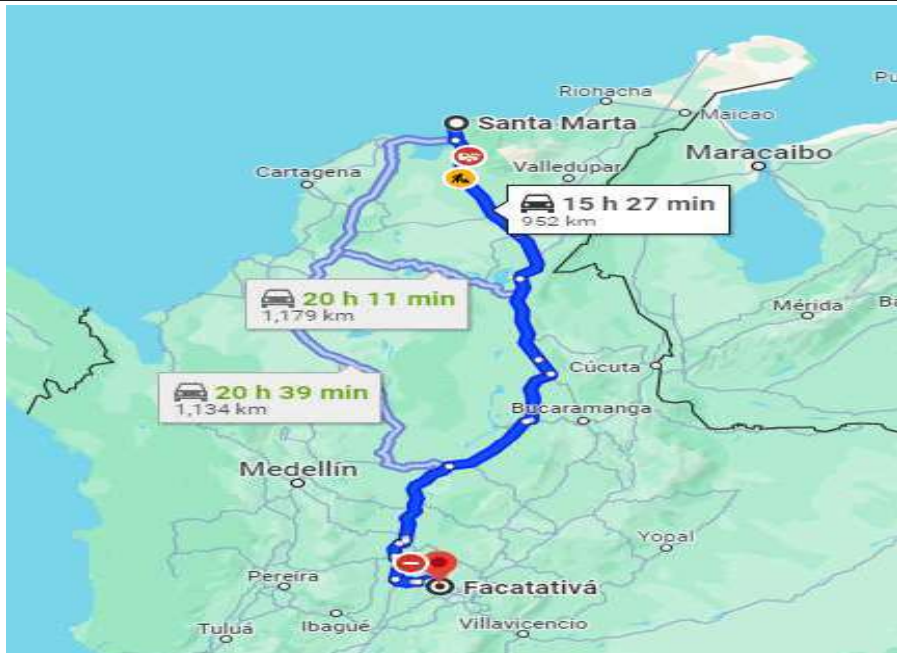 Riohacha
Pu
Santa Marta
Maicao
Valledupar
Maracaibo
Cartagena
15 h 27 min
952 km
20 h 11 min
1,179 km
Mérida
Ba
Cúcuta
20 h 39 min
1,134 km
Bucaramanga
Medellín
Yopal
Pereira
Facatativá
Ibagué
Villavicencio
Tuluá